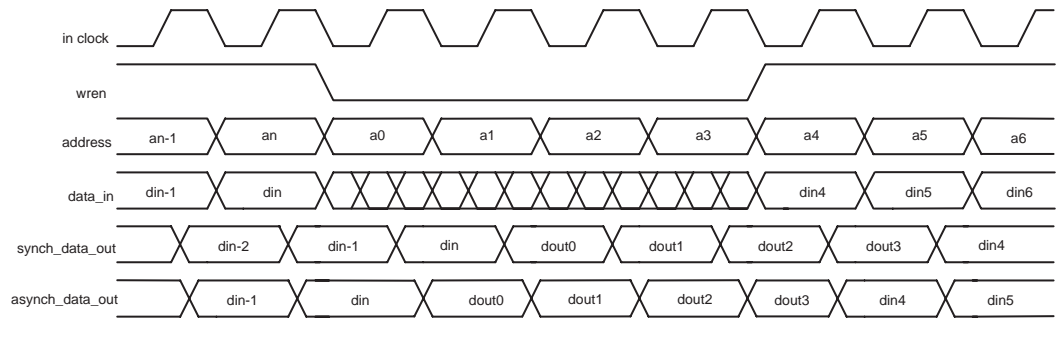 in clock
wren
address an-1 an a0 a1 a2 a3 a4 a5 a6
data_in din-1 din din4 din5 din6
synch_data_out din-2 din-1 din dout0 dout1 dout2 dout3 din4
asynch_data_out din-1 din dout0 dout1 dout2 dout3 din4 din5